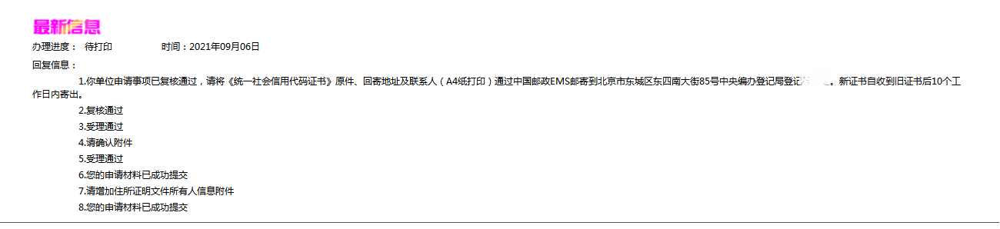 最新信息
办理进度： 待打印 时间：2021年09月06日
回复信息：
1.你单位申请事项已复核通过，请将《统一社会信用代码证书》原件、回寄地址及联系人（A4纸打印）通过中国邮政EMS邮寄到北京市东城区东四南大街85号中央编办登记局登记 。新证书自收到旧证书后10个工
作日内寄出。
2.复核通过
3.受理通过
4.请确认附件
5.受理通过
6.您的申请材料已成功提交
7.请增加住所证明文件所有人信息附件
8.您的申请材料已成功提交